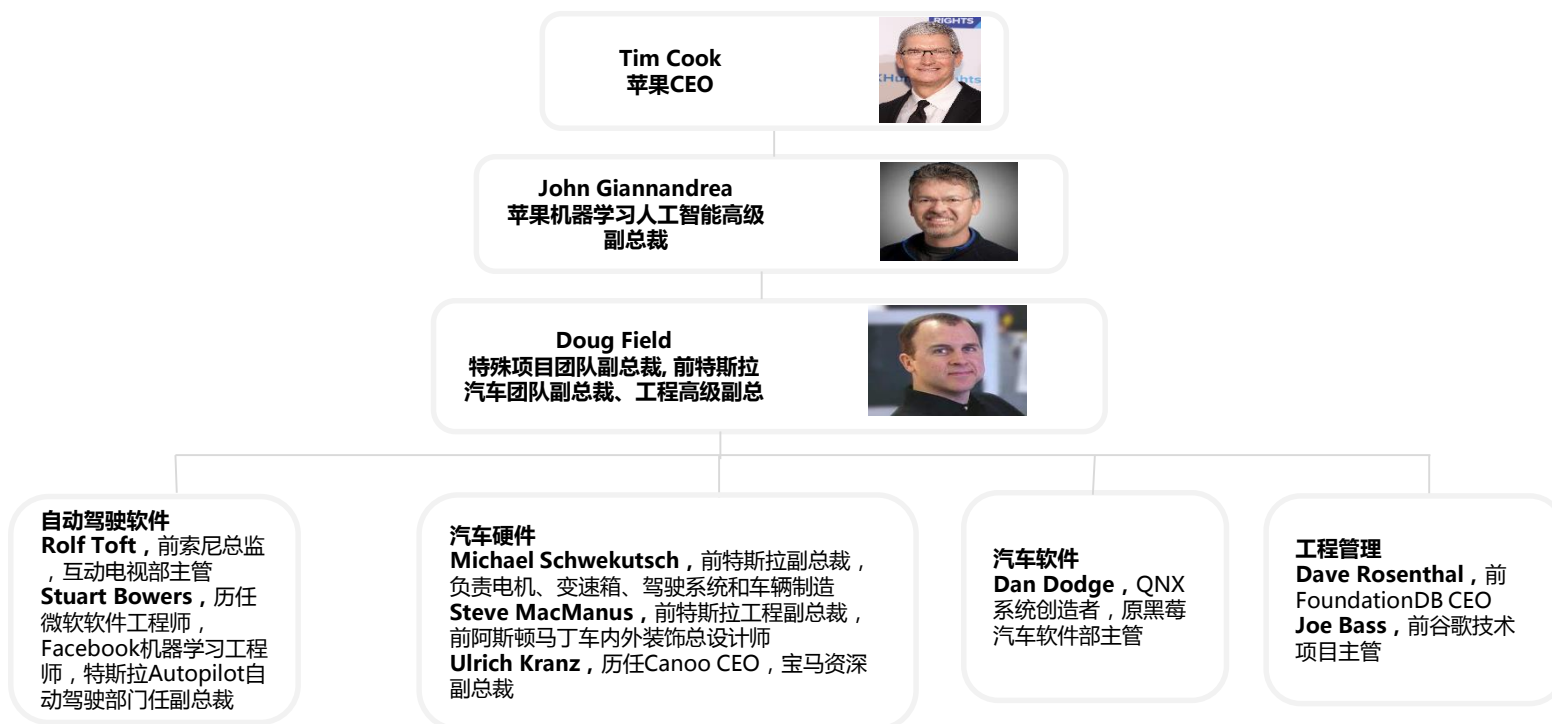 RIGHTS
Tim Cook
苹果CEO
John Giannandrea
苹果机器学习人工智能高级
副总裁
Doug Field
特殊项目团队副总裁, 前特斯拉
汽车团队副总裁、工程高级副总
自动驾驶软件
Rolf Toft，前索尼总监
，互动电视部主管
Stuart Bowers，历任
微软软件工程师，
Facebook机器学习工程
师，特斯拉Autopilot自
动驾驶部门任副总裁
汽车硬件
Michael Schwekutsch，前特斯拉副总裁，
负责电机、变速箱、驾驶系统和车辆制造
Steve MacManus，前特斯拉工程副总裁，
前阿斯顿马丁车内外装饰总设计师
Ulrich Kranz，历任Canoo CEO，宝马资深
副总裁
汽车软件
Dan Dodge，QNX
系统创造者，原黑莓
汽车软件部主管
工程管理
Dave Rosenthal，前
FoundationDB CEO
Joe Bass，前谷歌技术
项目主管